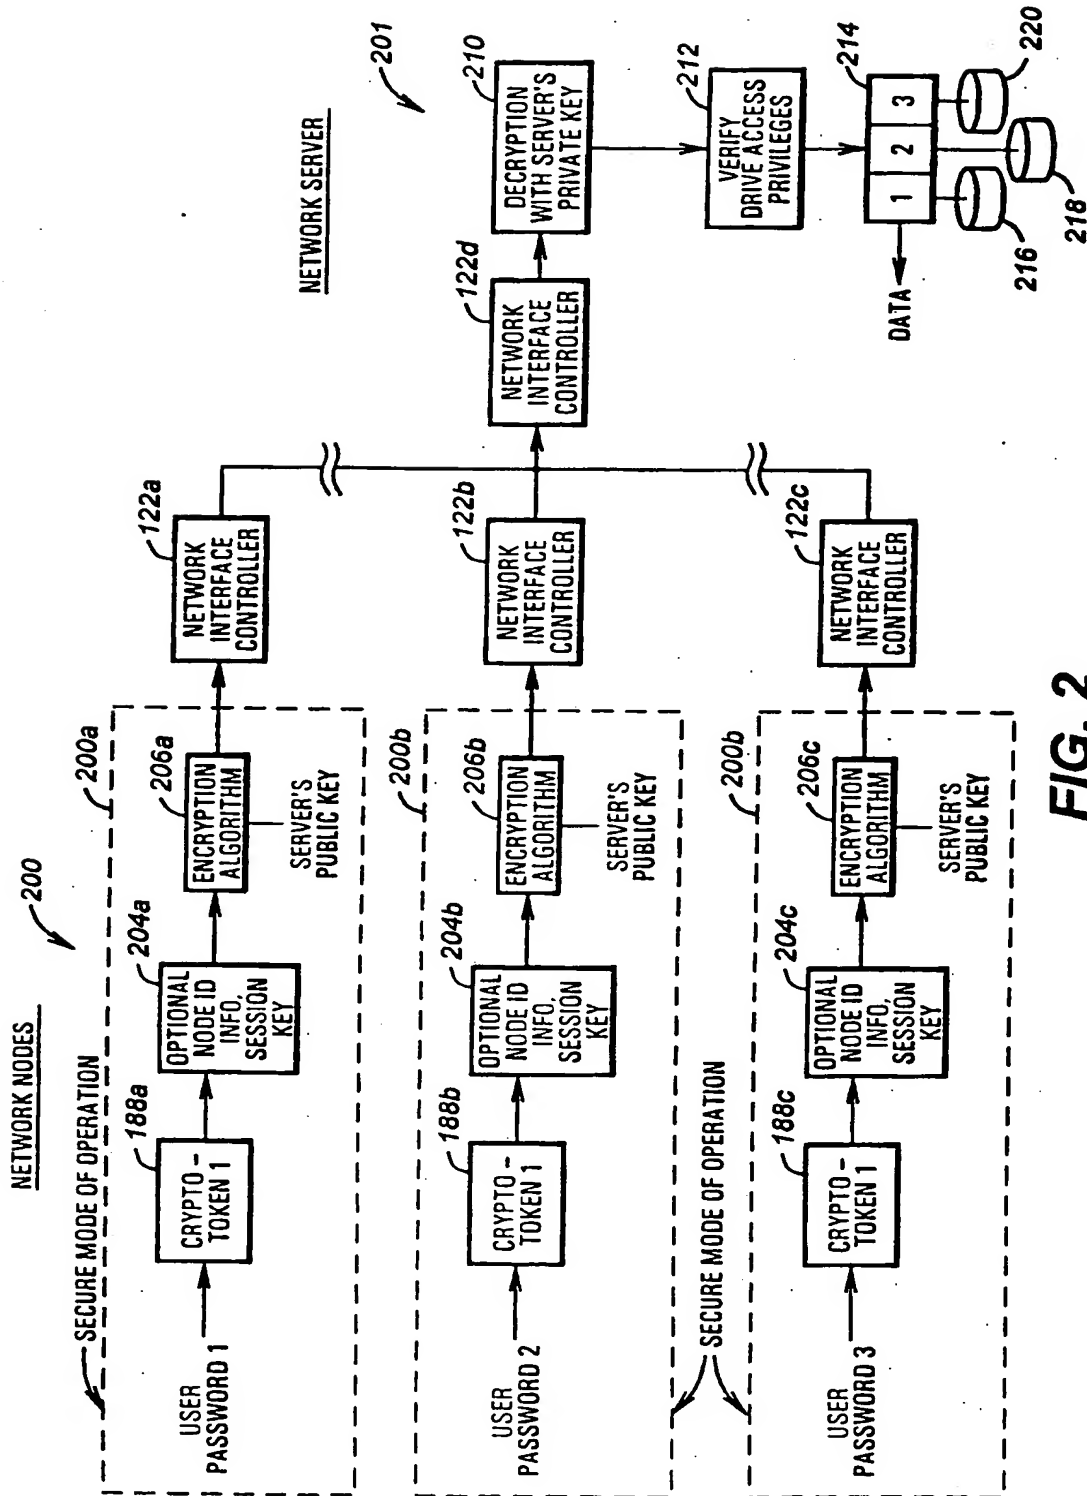 NETWORK NODES
200
SECURE MODE OF OPERATION
200a
USER
PASSWORD 1
188a
CRYPTO-
TOKEN 1
204a
OPTIONAL
NODE ID
INFO,
SESSION
KEY
206a
ENCRYPTION
ALGORITHM
SERVER'S
PUBLIC KEY
122a
NETWORK
INTERFACE
CONTROLLER
200b
USER
PASSWORD 2
188b
CRYPTO-
TOKEN 1
204b
OPTIONAL
NODE ID
INFO,
SESSION
KEY
206b
ENCRYPTION
ALGORITHM
SERVER'S
PUBLIC KEY
122b
NETWORK
INTERFACE
CONTROLLER
SECURE MODE OF OPERATION
200b
USER
PASSWORD 3
188c
CRYPTO-
TOKEN 1
204c
OPTIONAL
NODE ID
INFO,
SESSION
KEY
206c
ENCRYPTION
ALGORITHM
SERVER'S
PUBLIC KEY
122c
NETWORK
INTERFACE
CONTROLLER
NETWORK SERVER
201
122d
NETWORK
INTERFACE
CONTROLLER
210
DECRYPTION
WITH SERVER'S
PRIVATE KEY
212
VERIFY
DRIVE ACCESS
PRIVILEGES
214
1 2 3
DATA
216
218
220
FIG. 2